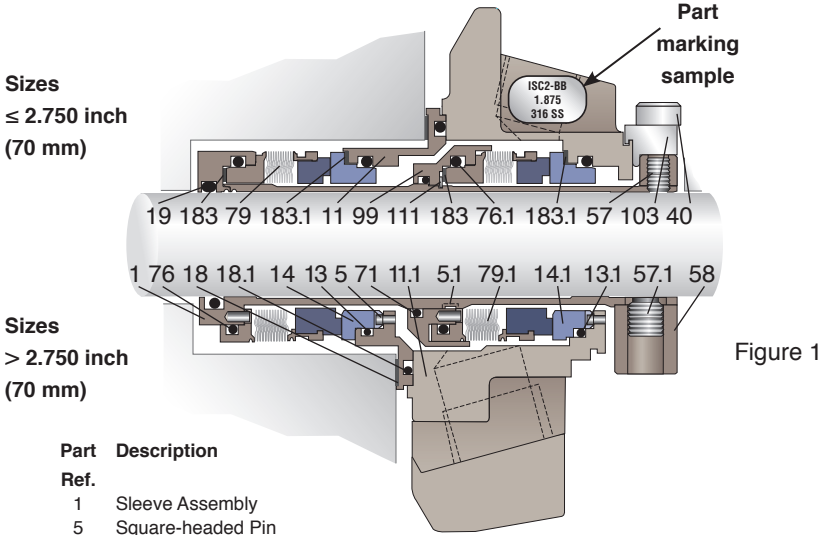 Part
marking
sample
Sizes
≤ 2.750 inch
(70 mm)
ISC2-BB
1.875
316 SS
19 183 79 183.1 11 99 111 183 76.1 183.1 57 103 40
1 76 18 18.1 14 13 5 71 11.1 5.1 79.1 14.1 13.1 57.1 58
Sizes
> 2.750 inch
(70 mm)
Figure 1
Part Description
Ref.
1 Sleeve Assembly
5 Square-headed Pin